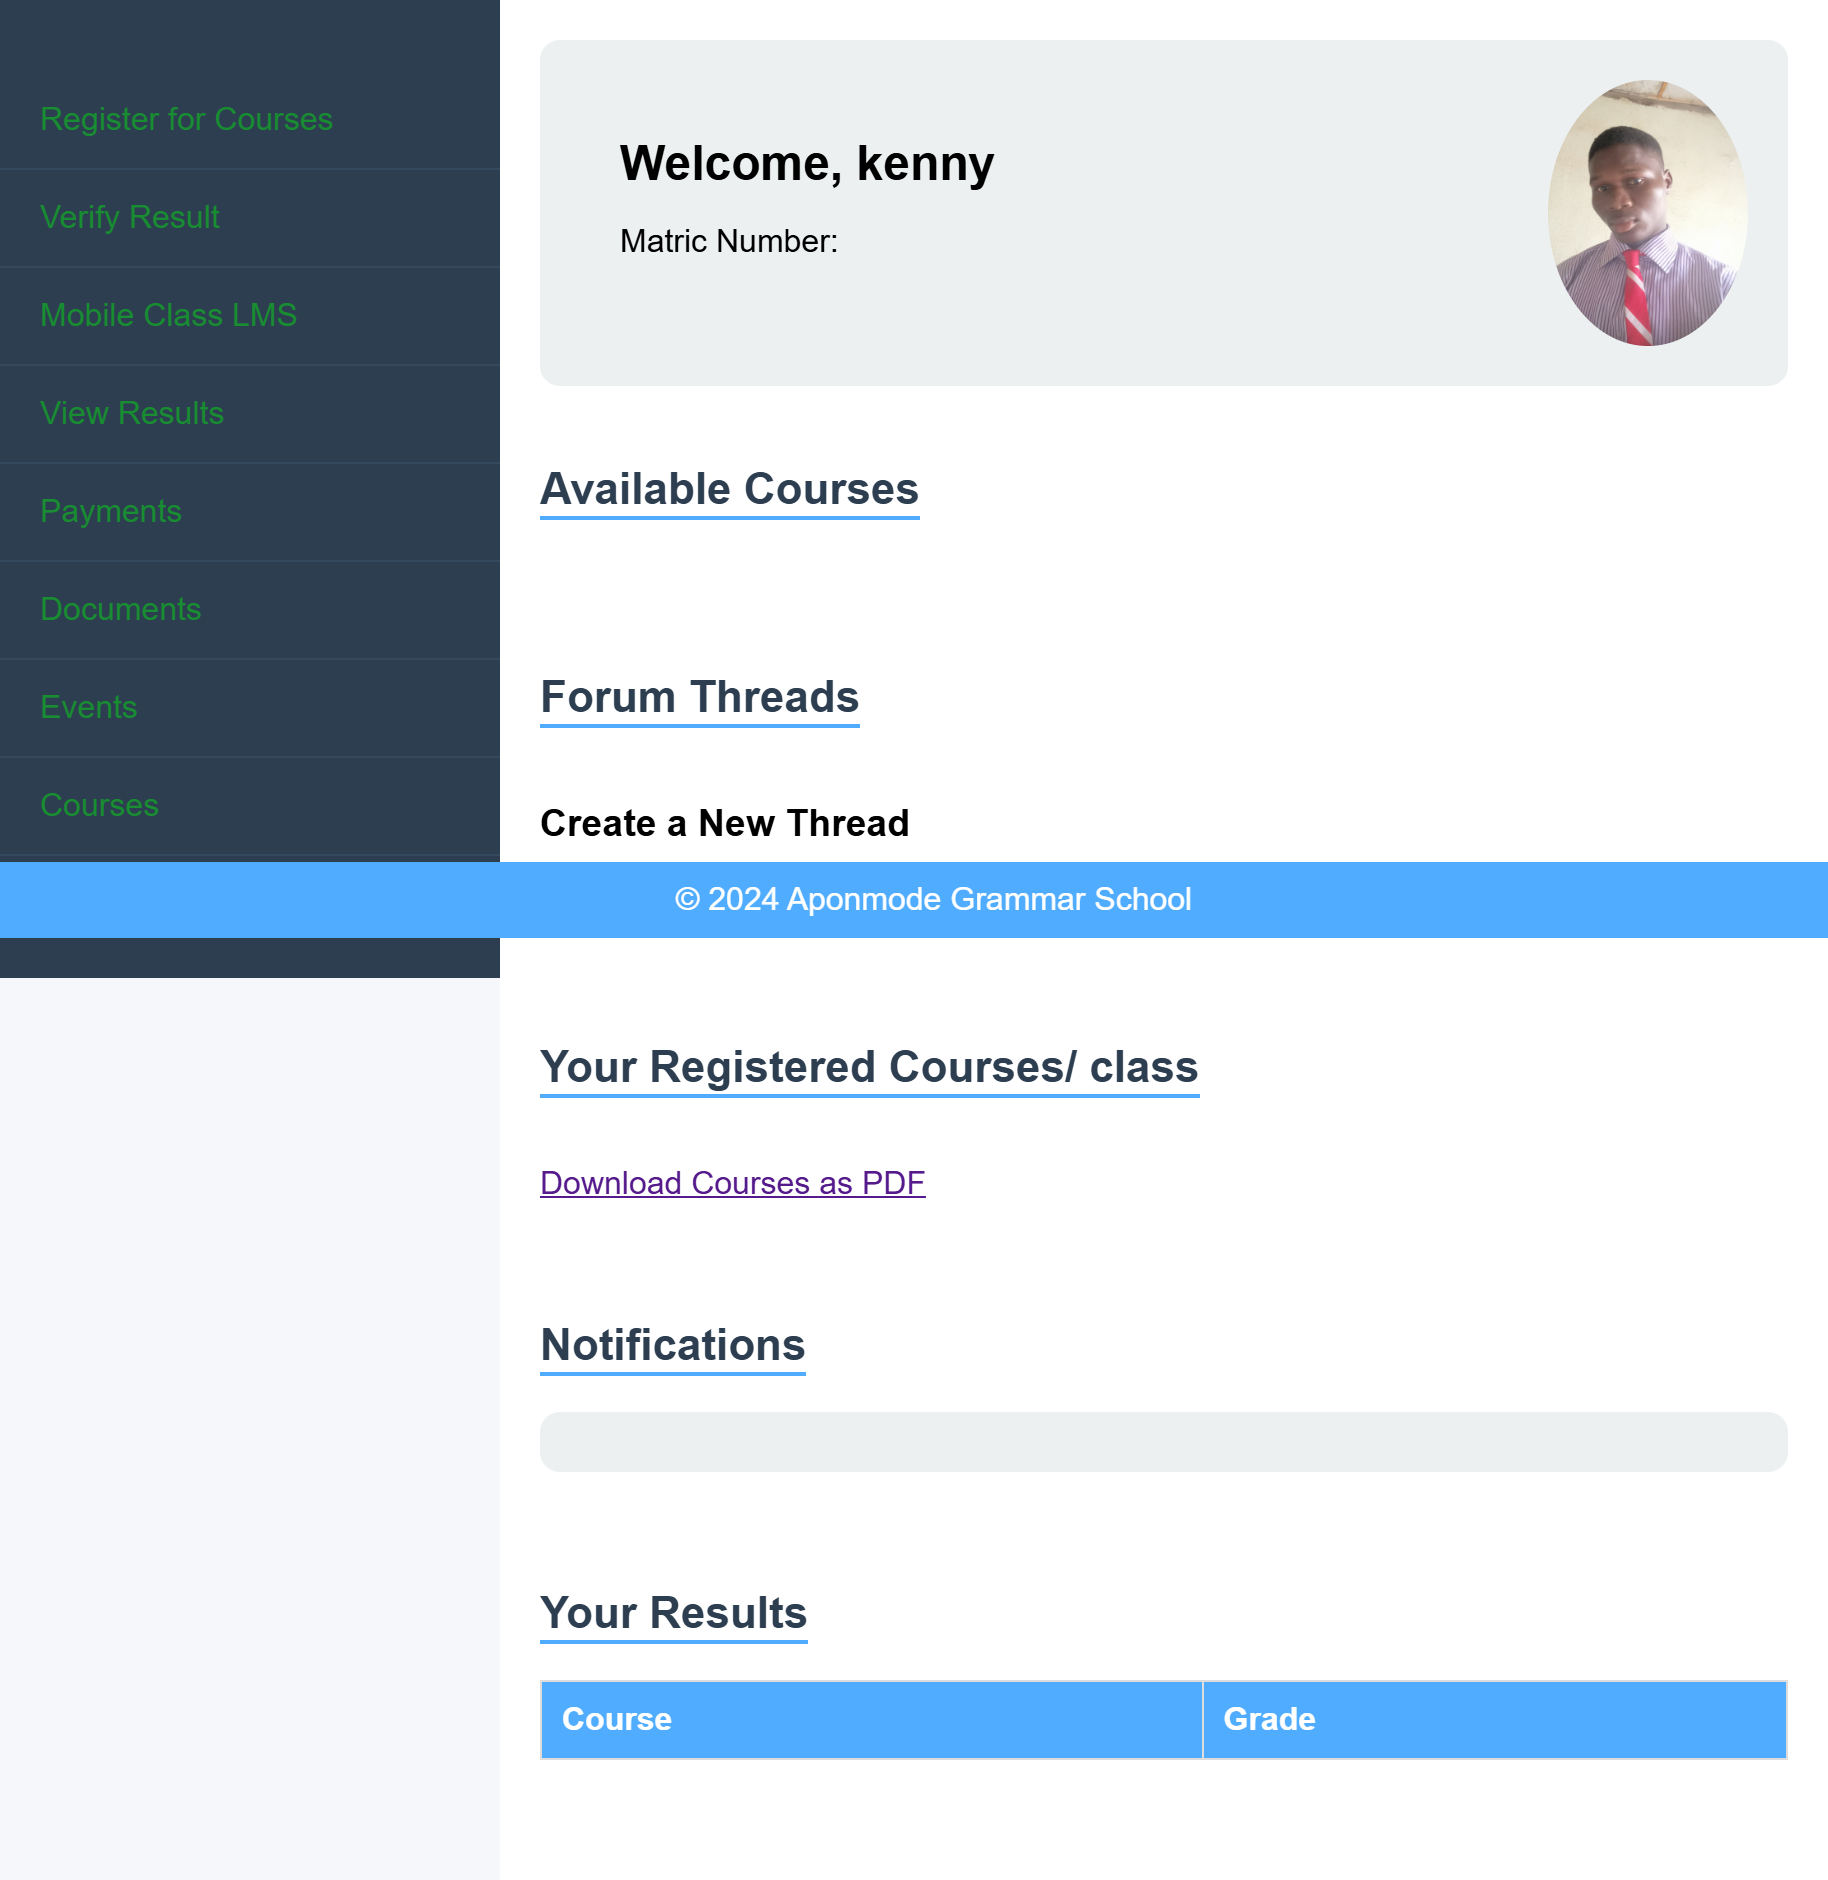 Register for Courses
Verify Result
Mobile Class LMS
View Results
Payments
Documents
Events
Courses
Welcome, kenny
Matric Number:
Available Courses
Forum Threads
Create a New Thread
© 2024 Aponmode Grammar School
Your Registered Courses/ class
Download Courses as PDF
Notifications
Your Results
Course Grade